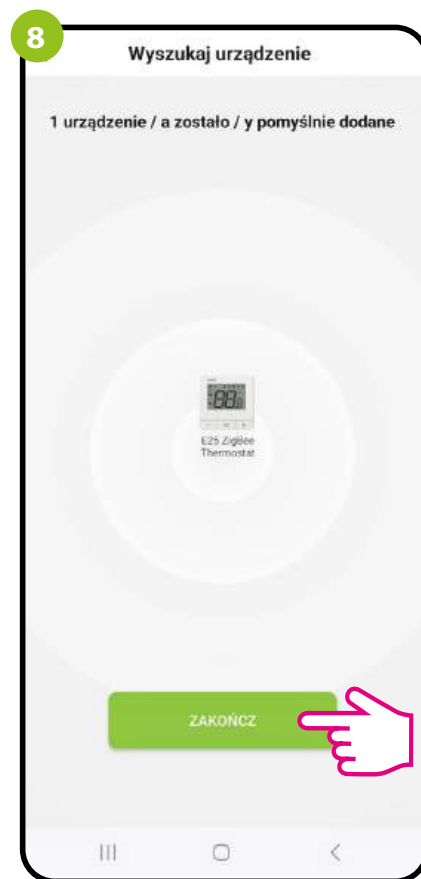 8
Wyszukaj urządzenie
1 urządzenie / a zostało / y pomyślnie dodane
E25 ZigBee
Thermostat
ZAKOŃCZ